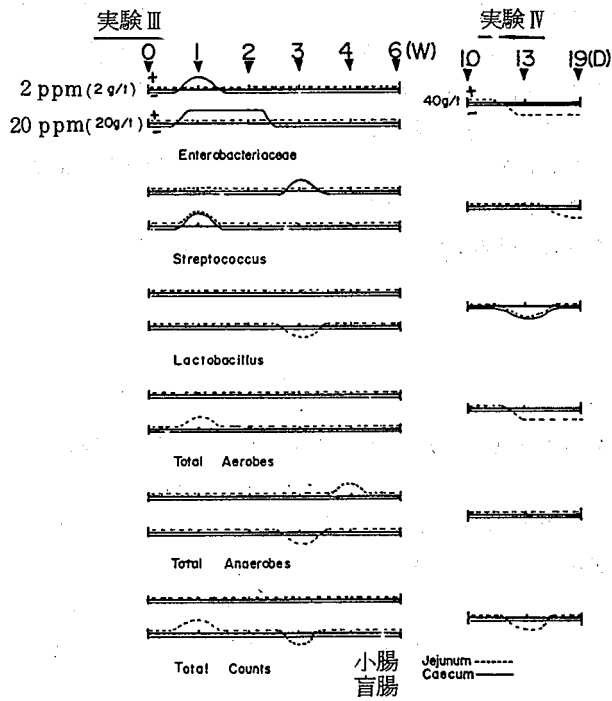 実験Ⅲ 実験Ⅳ
0 1 2 3 4 6 (W) 10 13 19(D)
2 ppm(2 g/t) + − 40g/t + −
20 ppm(20g/t) + −
Enterobacteriaceae
Streptococcus
Lactobacillus
Total Aerobes
Total Anaerobes
Total Counts
小腸 Jejunum -----
盲腸 Caecum ——